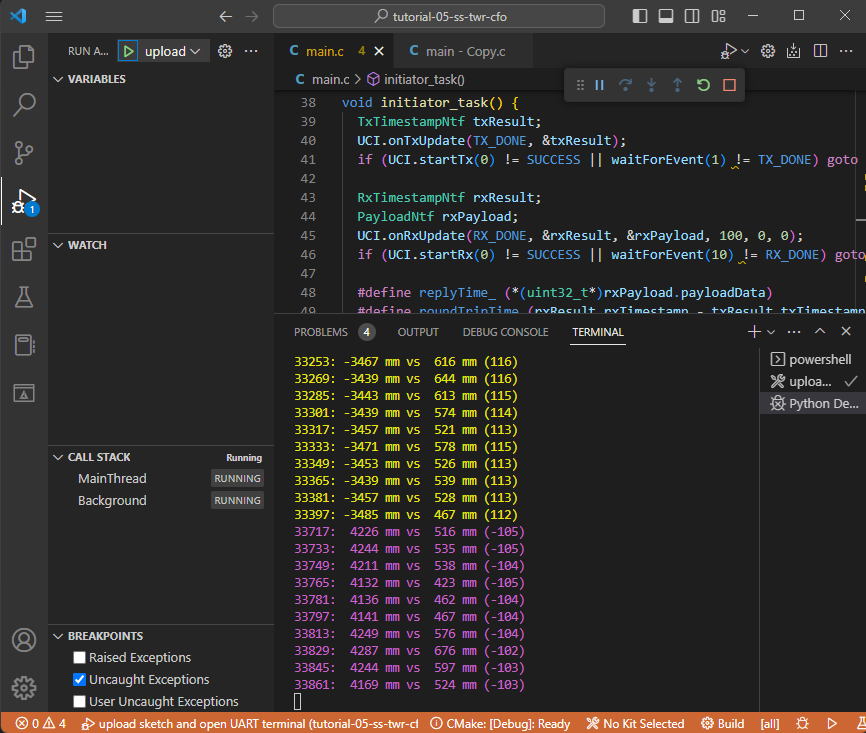 tutorial-05-ss-twr-cfo
RUN A... upload
VARIABLES
WATCH
CALL STACK Running
MainThread RUNNING
Background RUNNING
BREAKPOINTS
Raised Exceptions
Uncaught Exceptions
User Uncaught Exceptions
1
main.c 4
main - Copy.c
main.c > initiator_task()
38 void initiator_task() {
39 TxTimestampNtf txResult;
40 UCI.onTxUpdate(TX_DONE, &txResult);
41 if (UCI.startTx(0) != SUCCESS || waitForEvent(1) != TX_DONE) goto
42
43 RxTimestampNtf rxResult;
44 PayloadNtf rxPayload;
45 UCI.onRxUpdate(RX_DONE, &rxResult, &rxPayload, 100, 0, 0);
46 if (UCI.startRx(0) != SUCCESS || waitForEvent(10) != RX_DONE) goto
47
48 #define replyTime_ (*(uint32_t*)rxPayload.payloadData)
49 #define roundTripTime (rxResult.rxTimestamp - txResult.txTimestamp
PROBLEMS 4 OUTPUT DEBUG CONSOLE TERMINAL
33253: -3467 mm vs 616 mm (116)
33269: -3439 mm vs 644 mm (116)
33285: -3443 mm vs 613 mm (115)
33301: -3439 mm vs 574 mm (114)
33317: -3457 mm vs 521 mm (113)
33333: -3471 mm vs 578 mm (115)
33349: -3453 mm vs 526 mm (113)
33365: -3439 mm vs 539 mm (113)
33381: -3457 mm vs 528 mm (113)
33397: -3485 mm vs 467 mm (112)
33717: 4226 mm vs 516 mm (-105)
33733: 4244 mm vs 535 mm (-105)
33749: 4211 mm vs 538 mm (-104)
33765: 4132 mm vs 423 mm (-105)
33781: 4136 mm vs 462 mm (-104)
33797: 4141 mm vs 467 mm (-104)
33813: 4249 mm vs 576 mm (-104)
33829: 4287 mm vs 676 mm (-102)
33845: 4244 mm vs 597 mm (-103)
33861: 4169 mm vs 524 mm (-103)
powershell
uploa...
Python De...
0 4 upload sketch and open UART terminal (tutorial-05-ss-twr-cf CMake: [Debug]: Ready No Kit Selected Build [all]